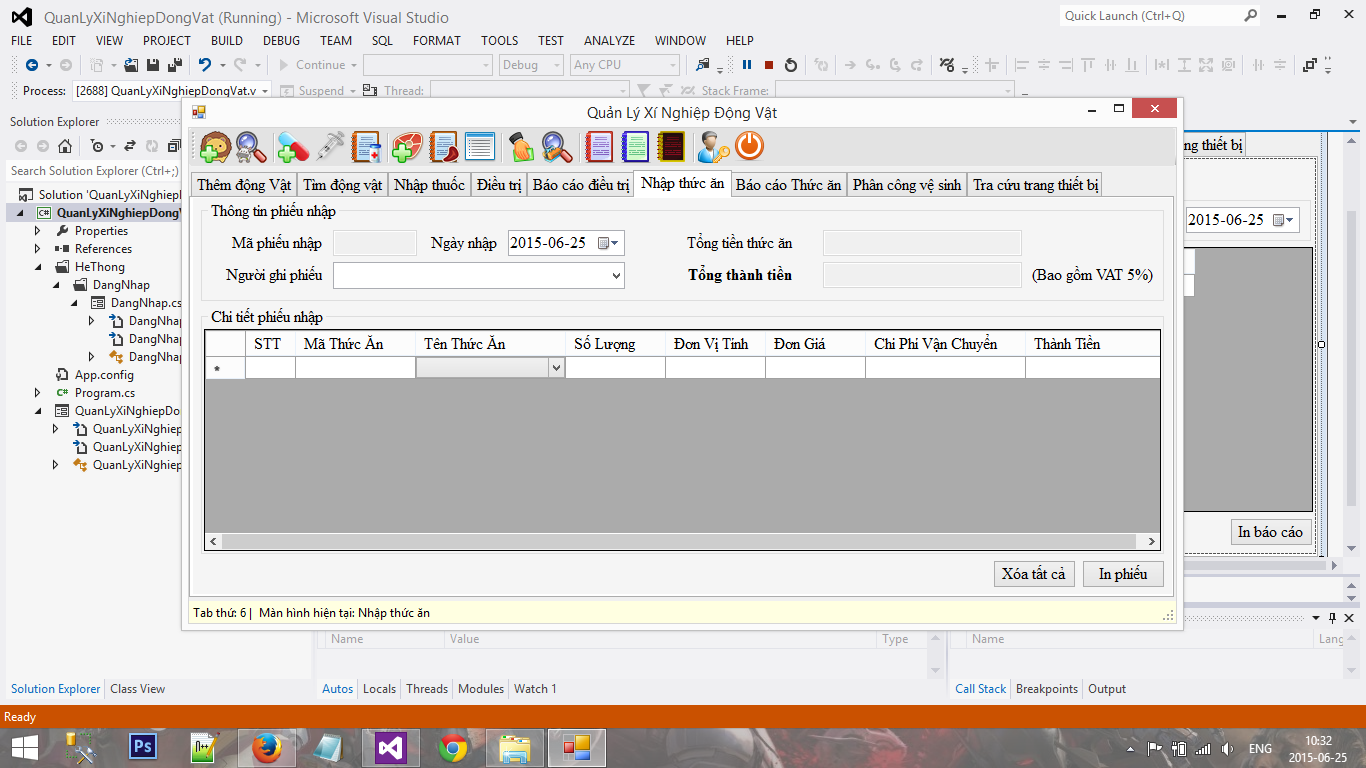 QuanLyXiNghiepDongVat (Running) - Microsoft Visual Studio
Quick Launch (Ctrl+Q)
FILE EDIT VIEW PROJECT BUILD DEBUG TEAM SQL FORMAT TOOLS TEST ANALYZE WINDOW HELP
Continue Debug Any CPU
Process: [2688] QuanLyXiNghiepDongVat.v Suspend Thread: Stack Frame:
Solution Explorer
Search Solution Explorer (Ctrl+;)
Solution 'QuanLyXiNghiepl
QuanLyXiNghiepDongV
Properties
References
HeThong
DangNhap
DangNhap.cs
DangNhap
DangNhap
DangNhap
App.config
Program.cs
QuanLyXiNghiepDo
QuanLyXiNghiep
QuanLyXiNghiep
QuanLyXiNghiep
Quản Lý Xí Nghiệp Động Vật
Thêm động Vật Tìm động vật Nhập thuốc Điều trị Báo cáo điều trị Nhập thức ăn Báo cáo Thức ăn Phân công vệ sinh Tra cứu trang thiết bị
Thông tin phiếu nhập
Mã phiếu nhập Ngày nhập 2015-06-25 Tổng tiền thức ăn
Người ghi phiếu Tổng thành tiền (Bao gồm VAT 5%)
Chi tiết phiếu nhập
STT Mã Thức Ăn Tên Thức Ăn Số Lượng Đơn Vị Tính Đơn Giá Chi Phí Vận Chuyển Thành Tiền
Xóa tất cả In phiếu
Tab thứ: 6 | Màn hình hiện tại: Nhập thức ăn
ng thiết bị
2015-06-25
In báo cáo
Name Value Type
Name Lang
Solution Explorer Class View
Autos Locals Threads Modules Watch 1
Call Stack Breakpoints Output
Ready
Ps
ENG
10:32
2015-06-25